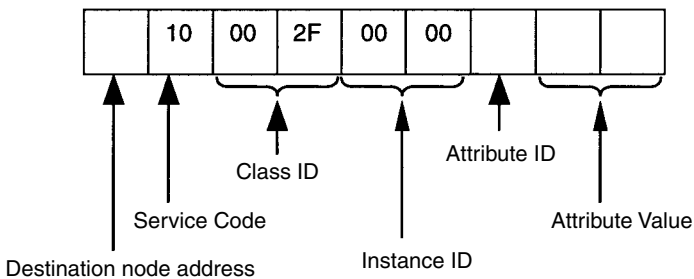 10 00 2F 00 00
Class ID
Attribute ID
Service Code
Attribute Value
Destination node address
Instance ID